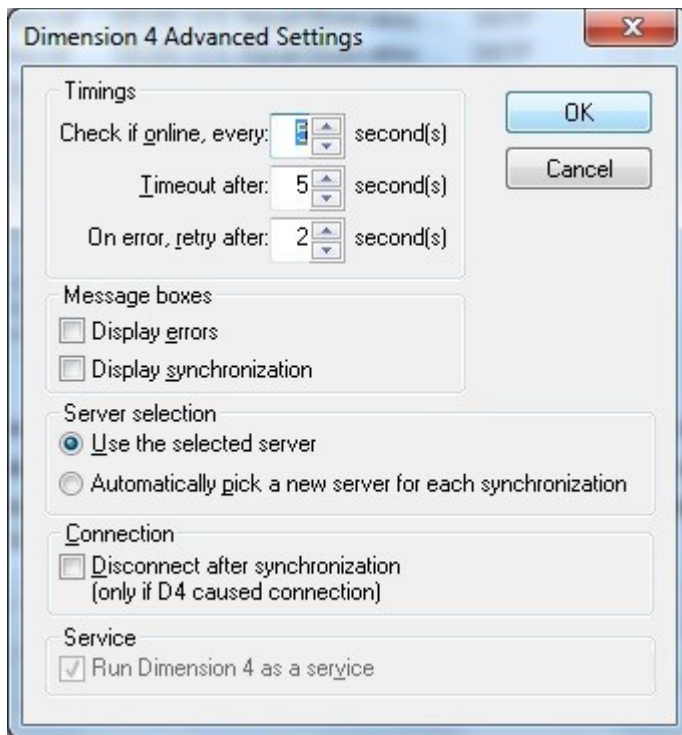 Dimension 4 Advanced Settings
Timings
Check if online, every: second(s)
Timeout after: 5 second(s)
On error, retry after: 2 second(s)
OK
Cancel
Message boxes
Display errors
Display synchronization
Server selection
Use the selected server
Automatically pick a new server for each synchronization
Connection
Disconnect after synchronization
(only if D4 caused connection)
Service
Run Dimension 4 as a service